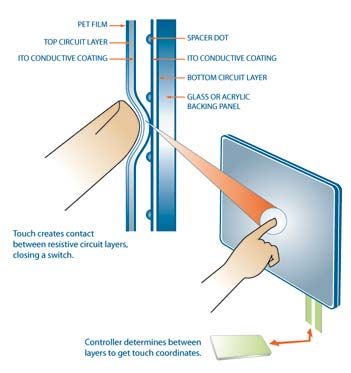 PET FILM
TOP CIRCUIT LAYER
ITO CONDUCTIVE COATING
SPACER DOT
ITO CONDUCTIVE COATING
BOTTOM CIRCUIT LAYER
GLASS OR ACRYLIC
BACKING PANEL
Touch creates contact
between resistive circuit layers,
closing a switch.
Controller determines between
layers to get touch coordinates.